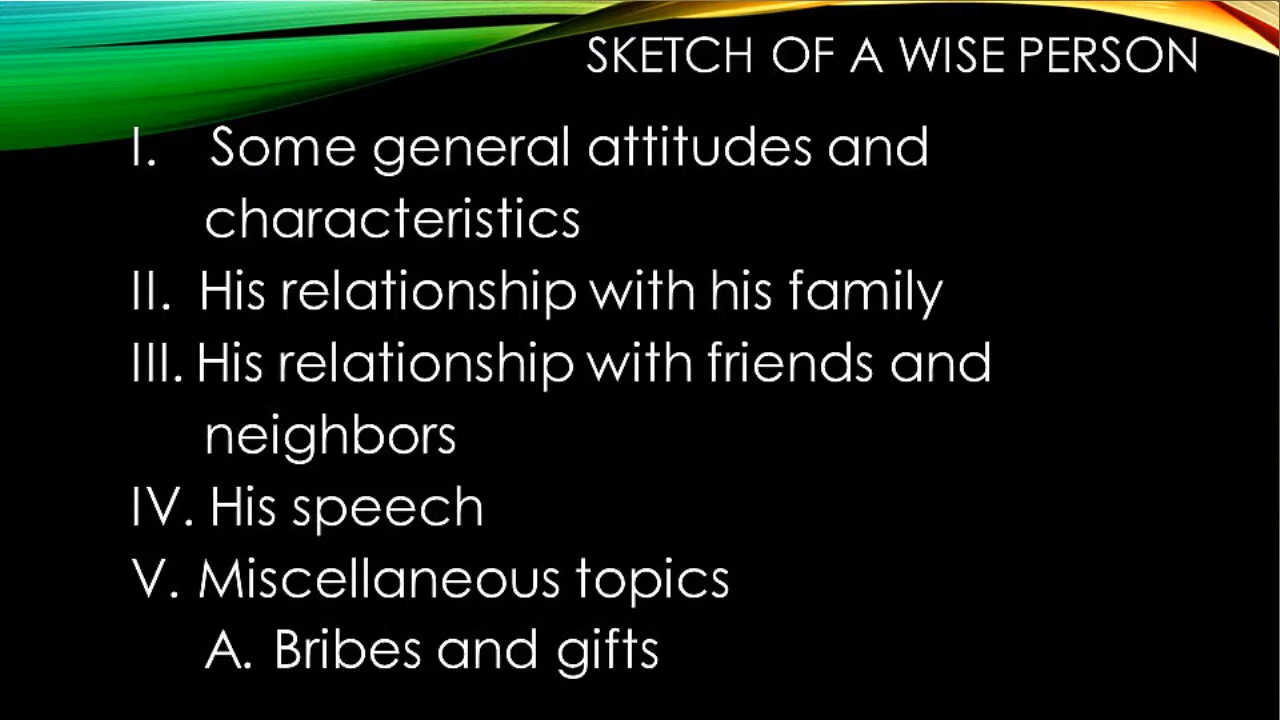 SKETCH OF A WISE PERSON
I. Some general attitudes and
characteristics
II. His relationship with his family
III. His relationship with friends and
neighbors
IV. His speech
V. Miscellaneous topics
A. Bribes and gifts